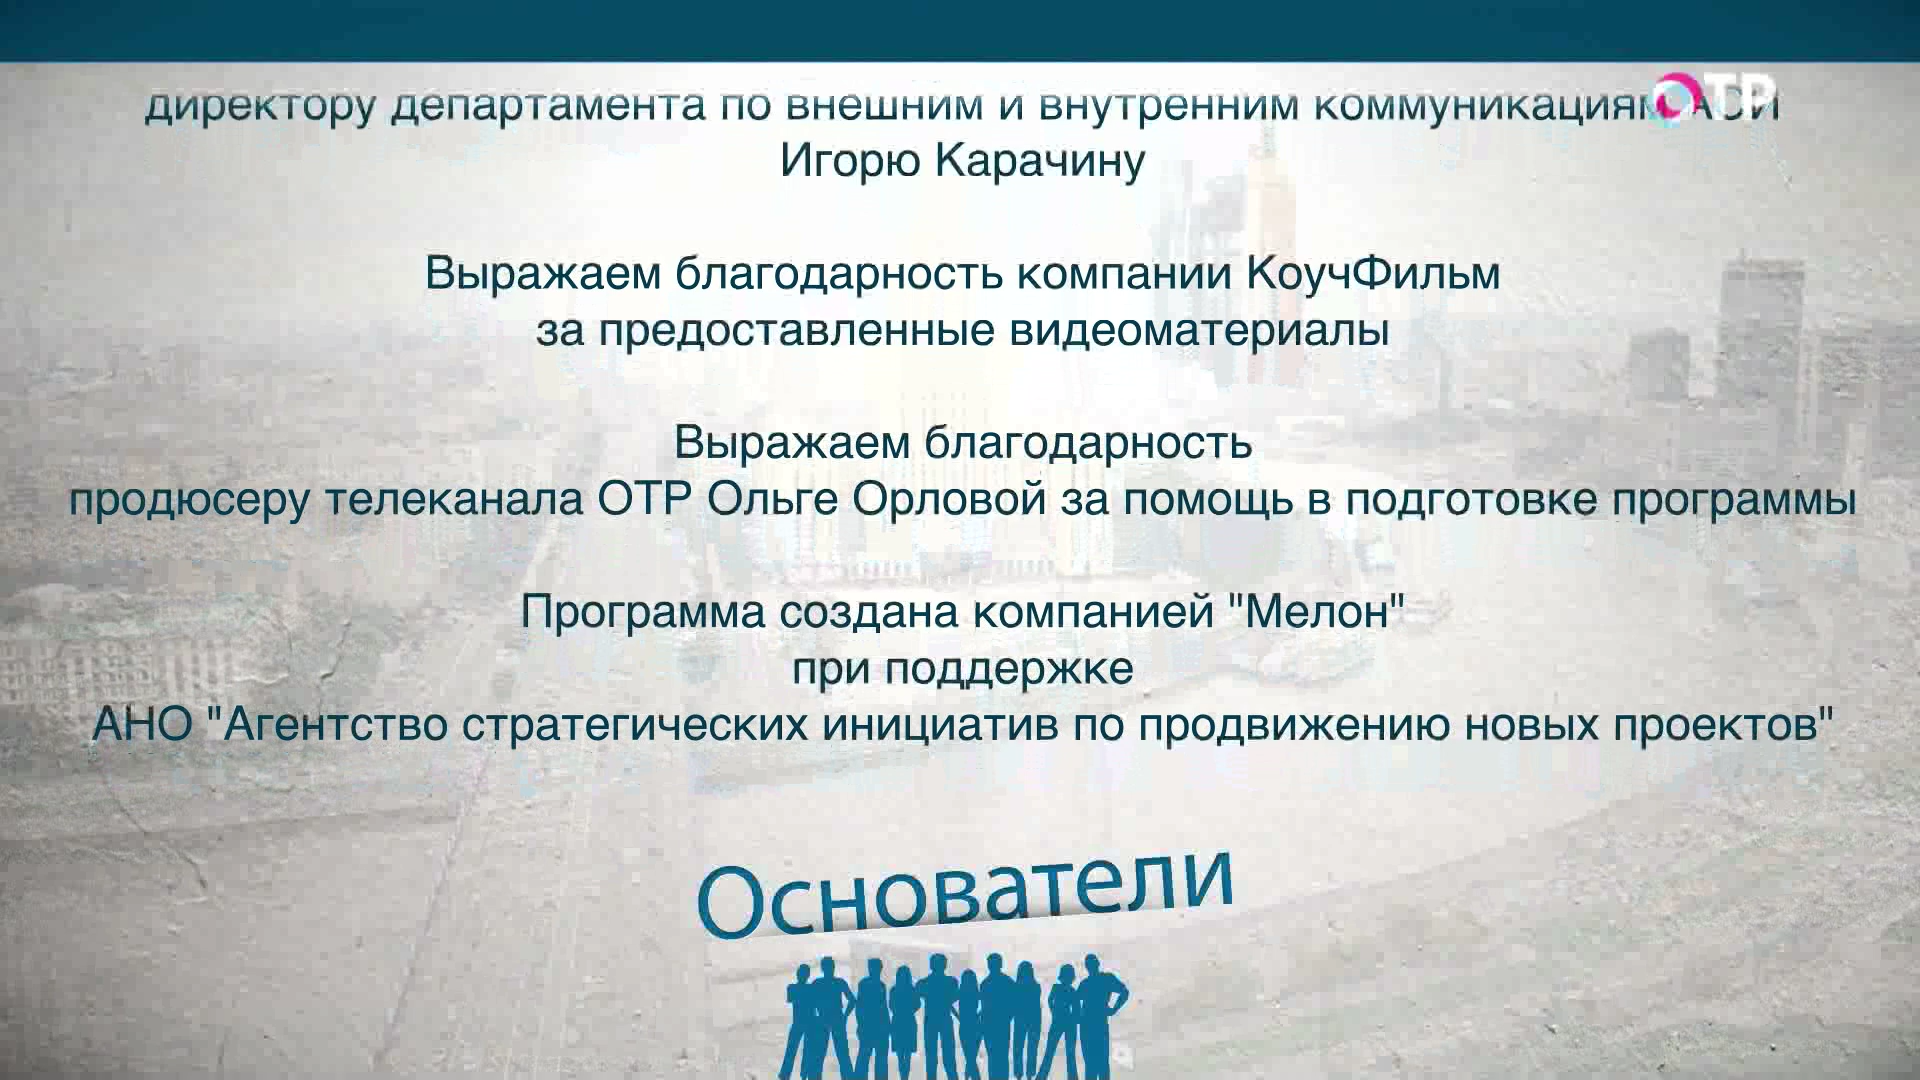 директору департамента по внешним и внутренним коммуникациям АСИ
ОТР
Игорю Карачину
Выражаем благодарность компании КоучФильм
за предоставленные видеоматериалы
Выражаем благодарность
продюсеру телеканала ОТР Ольге Орловой за помощь в подготовке программы
Программа создана компанией "Мелон"
при поддержке
АНО "Агентство стратегических инициатив по продвижению новых проектов"
Основатели